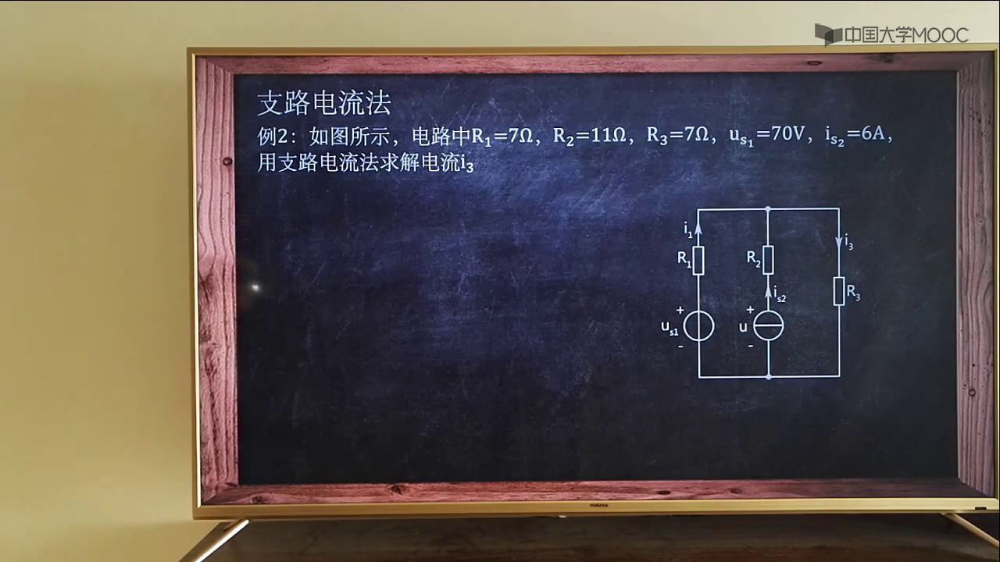 中国大学MOOC
支路电流法
例2：如图所示，电路中R₁=7Ω，R₂=11Ω，R₃=7Ω，uₛ₁=70V，iₛ₂=6A，
用支路电流法求解电流i₃
i₁
i₃
R₁
R₂
iₛ₂
R₃
+
+
uₛ₁
u
-
-